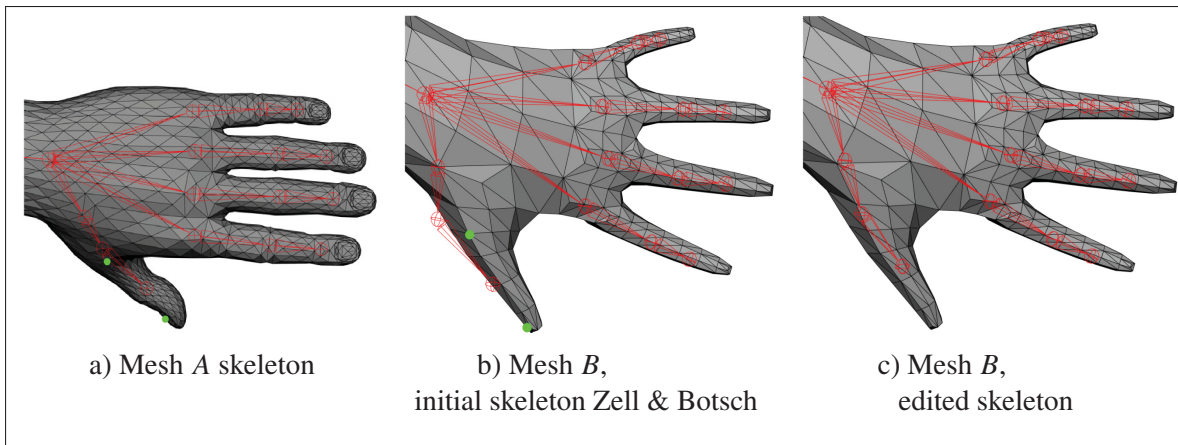 a) Mesh A skeleton
b) Mesh B,
initial skeleton Zell & Botsch
c) Mesh B,
edited skeleton